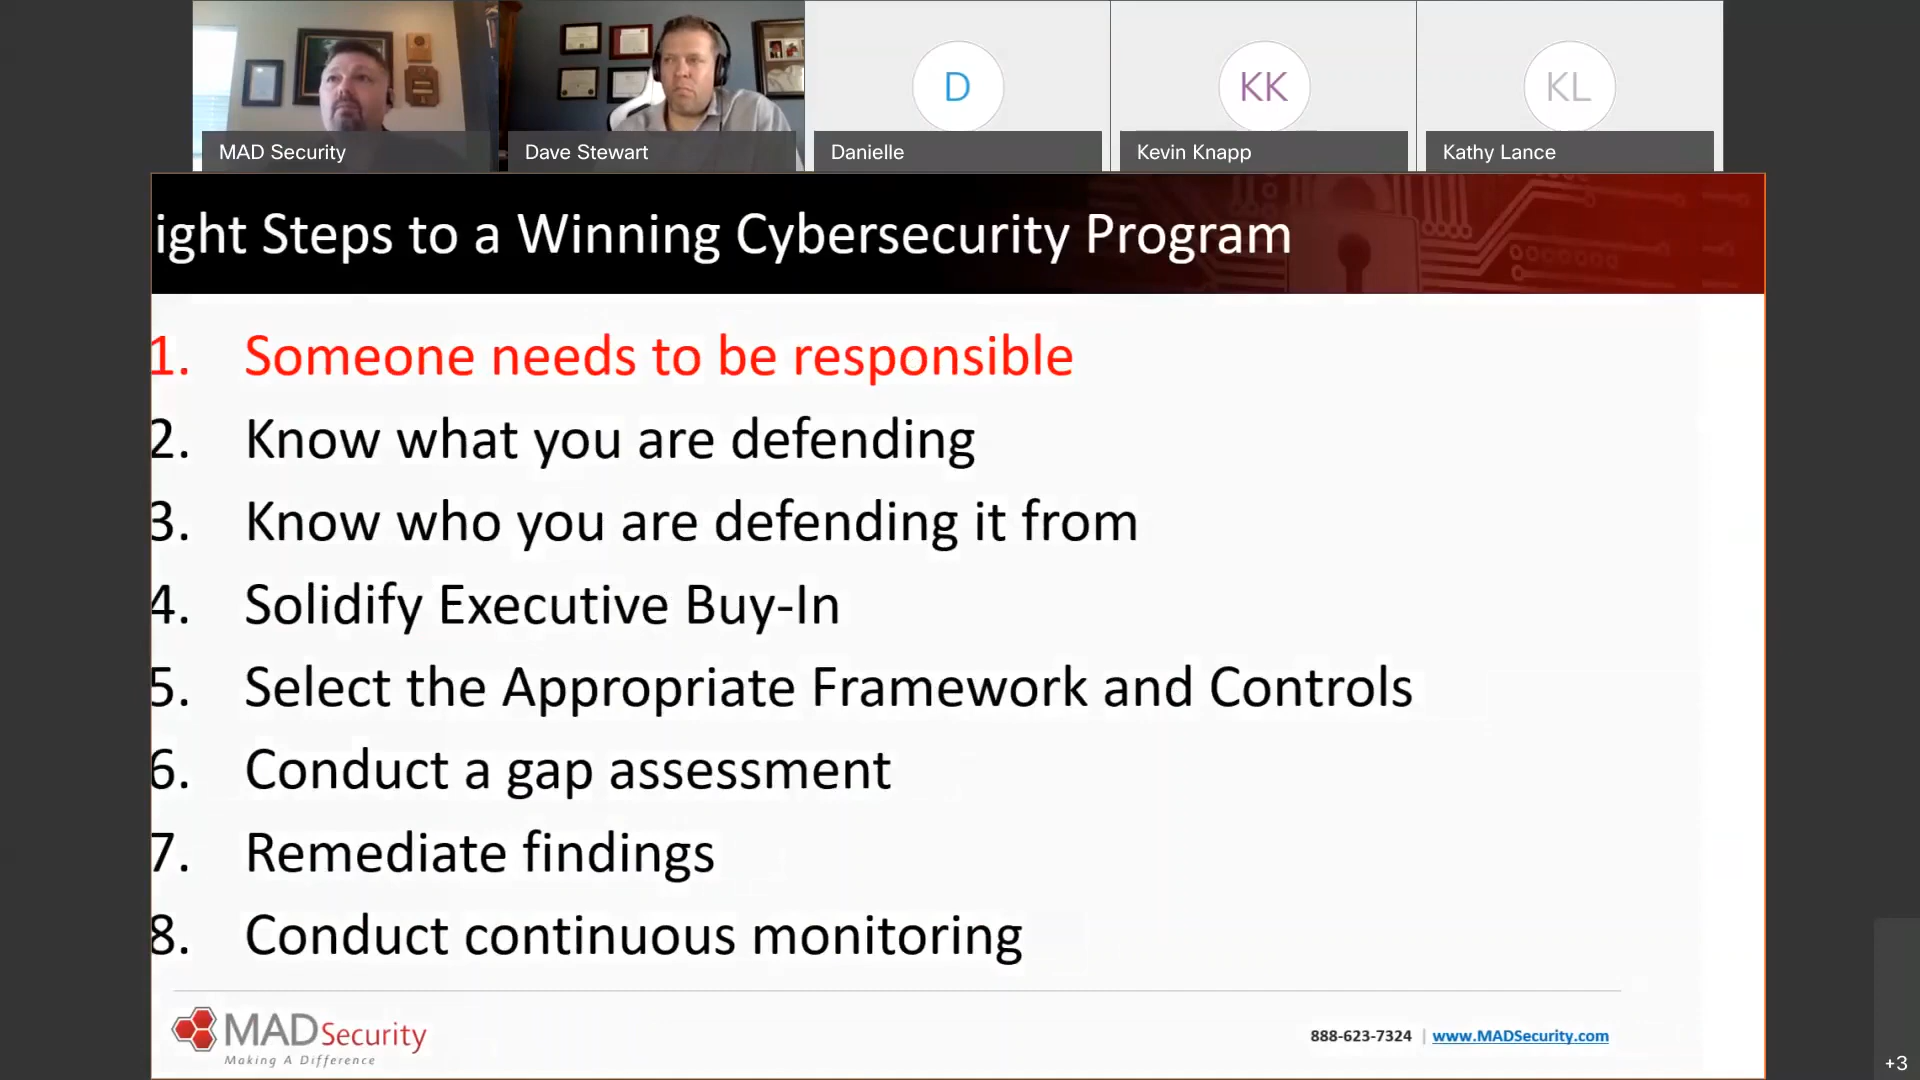 D
KK
KL
MAD Security
Dave Stewart
Danielle
Kevin Knapp
Kathy Lance
ight Steps to a Winning Cybersecurity Program
1. Someone needs to be responsible
2. Know what you are defending
3. Know who you are defending it from
4. Solidify Executive Buy-In
5. Select the Appropriate Framework and Controls
6. Conduct a gap assessment
7. Remediate findings
8. Conduct continuous monitoring
MADSecurity
Making A Difference
888-623-7324 | www.MADSecurity.com
+3